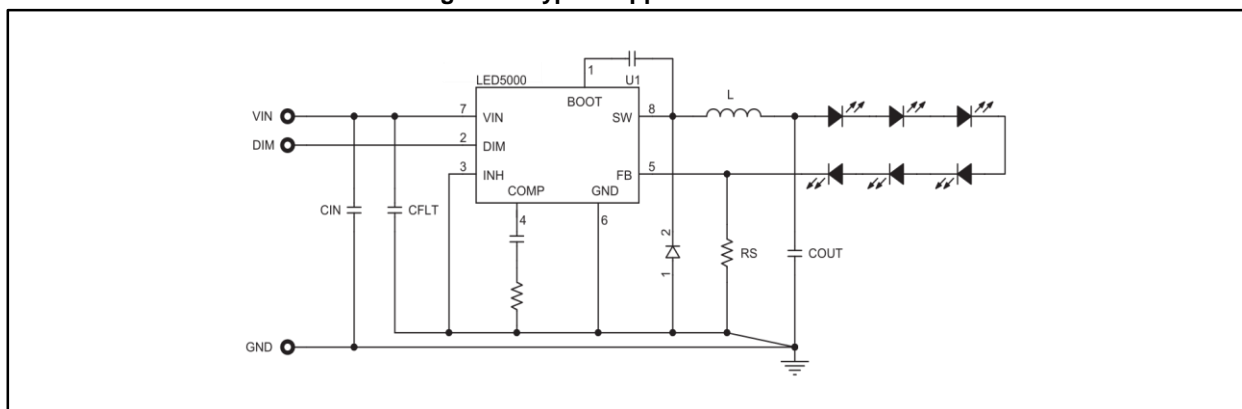 LED5000
1
U1
BOOT
VIN
7
VIN
SW
8
L
DIM
2
DIM
3
INH
FB
5
COMP
GND
CIN
CFLT
4
6
2
1
RS
COUT
GND